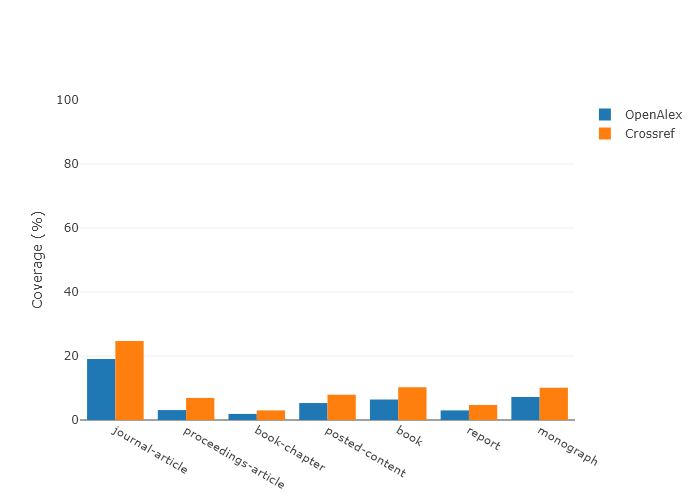 100
80
60
40
20
0
Coverage (%)
journal-article
proceedings-article
book-chapter
posted-content
book
report
monograph
OpenAlex
Crossref